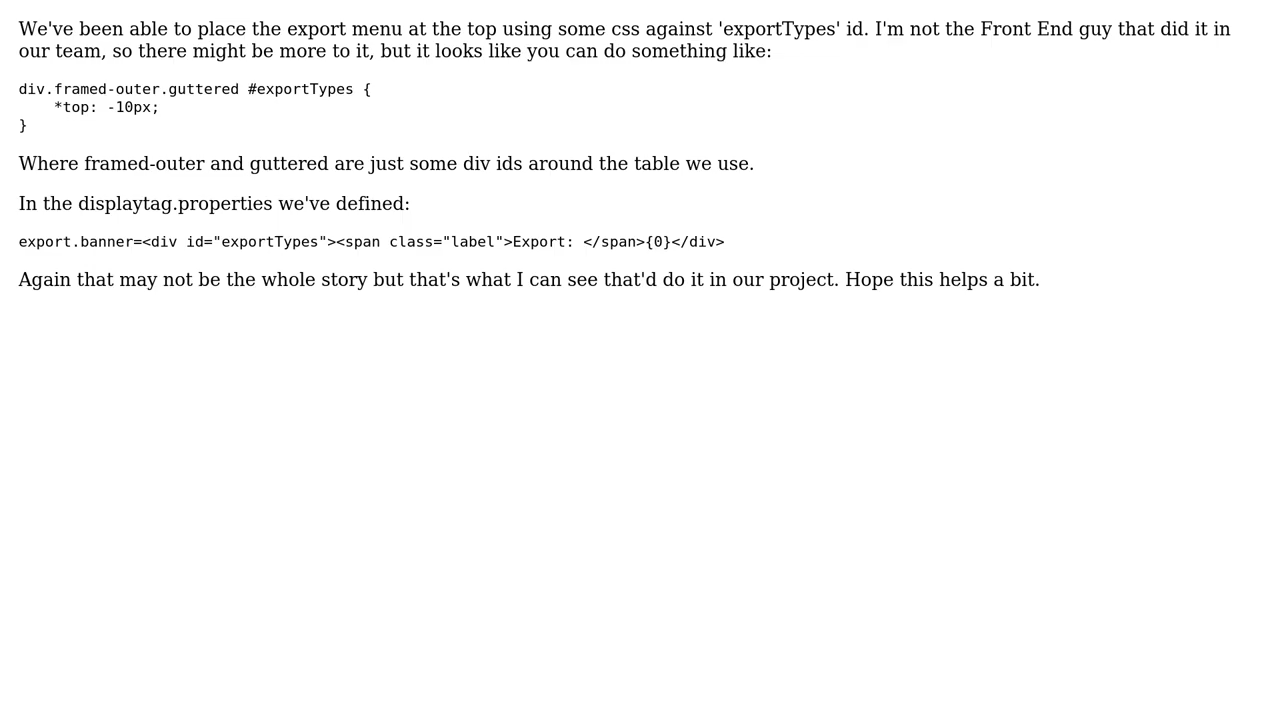 We've been able to place the export menu at the top using some css against 'exportTypes' id. I'm not the Front End guy that did it in
our team, so there might be more to it, but it looks like you can do something like:
div.framed-outer.guttered #exportTypes {
    *top: -10px;
}
Where framed-outer and guttered are just some div ids around the table we use.
In the displaytag.properties we've defined:
export.banner=<div id="exportTypes"><span class="label">Export: </span>{0}</div>
Again that may not be the whole story but that's what I can see that'd do it in our project. Hope this helps a bit.